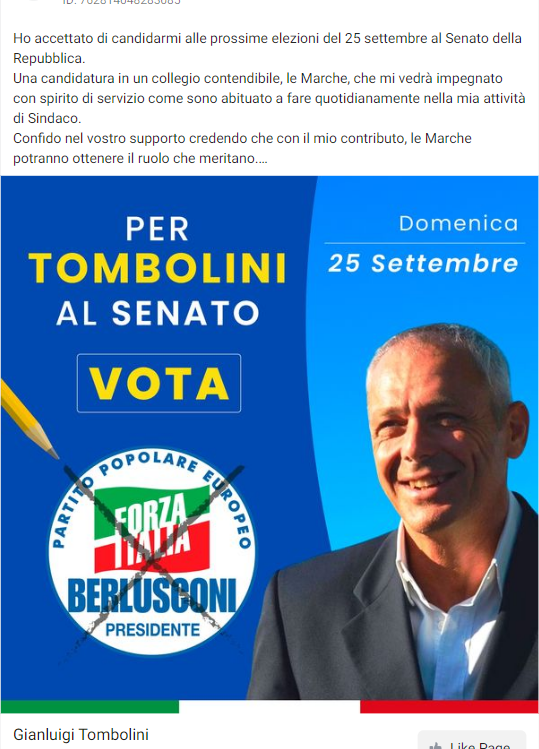 ID: 762814648283685
Ho accettato di candidarmi alle prossime elezioni del 25 settembre al Senato della
Repubblica.
Una candidatura in un collegio contendibile, le Marche, che mi vedrà impegnato
con spirito di servizio come sono abituato a fare quotidianamente nella mia attività
di Sindaco.
Confido nel vostro supporto credendo che con il mio contributo, le Marche
potranno ottenere il ruolo che meritano....
PER
TOMBOLINI
AL SENATO
VOTA
Domenica
25 Settembre
PARTITO POPOLARE EUROPEO
FORZA
ITALIA
BERLUSCONI
PRESIDENTE
Gianluigi Tombolini
Like Page